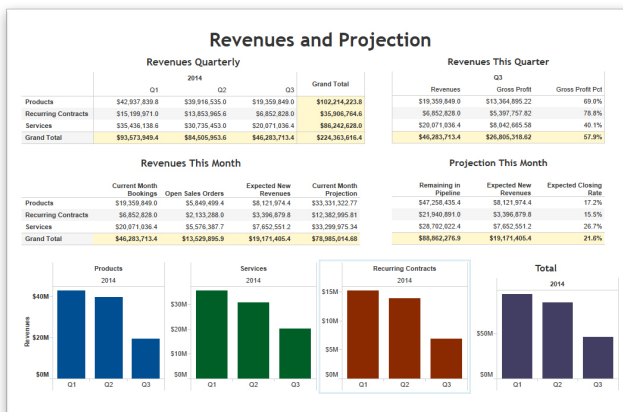 Revenues and Projection
Revenues Quarterly
2014
Q1 Q2 Q3 Grand Total
Products $42,937,839.8 $39,916,535.0 $19,359,849.0 $102,214,223.8
Recurring Contracts $15,199,971.0 $13,853,965.6 $6,852,828.0 $35,906,764.6
Services $35,436,138.6 $30,735,453.0 $20,071,036.4 $86,242,628.0
Grand Total $93,573,949.4 $84,505,953.6 $46,283,713.4 $224,363,616.4
Revenues This Quarter
Q3
Revenues Gross Profit Gross Profit Pct
$19,359,849.0 $13,364,895.22 69.0%
$6,852,828.0 $5,397,757.82 78.8%
$20,071,036.4 $8,042,665.58 40.1%
$46,283,713.4 $26,805,318.62 57.9%
Revenues This Month
Current Month Bookings Open Sales Orders Expected New Revenues Current Month Projection
Products $19,359,849.0 $5,849,499.4 $8,121,974.4 $33,331,322.77
Recurring Contracts $6,852,828.0 $2,133,288.0 $3,396,879.8 $12,382,995.81
Services $20,071,036.4 $5,576,387.7 $7,652,551.2 $33,299,975.34
Grand Total $46,283,713.4 $13,529,895.9 $19,171,405.4 $78,985,014.68
Projection This Month
Remaining in Pipeline Expected New Revenues Expected Closing Rate
$47,258,435.4 $8,121,974.4 17.2%
$21,940,891.0 $3,396,879.8 15.5%
$28,702,022.4 $7,652,551.2 26.7%
$88,862,276.9 $19,171,405.4 21.6%
Products
2014
Revenues
$40M
$20M
$0M
Q1 Q2 Q3
Services
2014
$30M
$20M
$10M
$0M
Q1 Q2 Q3
Recurring Contracts
2014
$15M
$10M
$5M
$0M
Q1 Q2 Q3
Total
2014
$50M
$0M
Q1 Q2 Q3